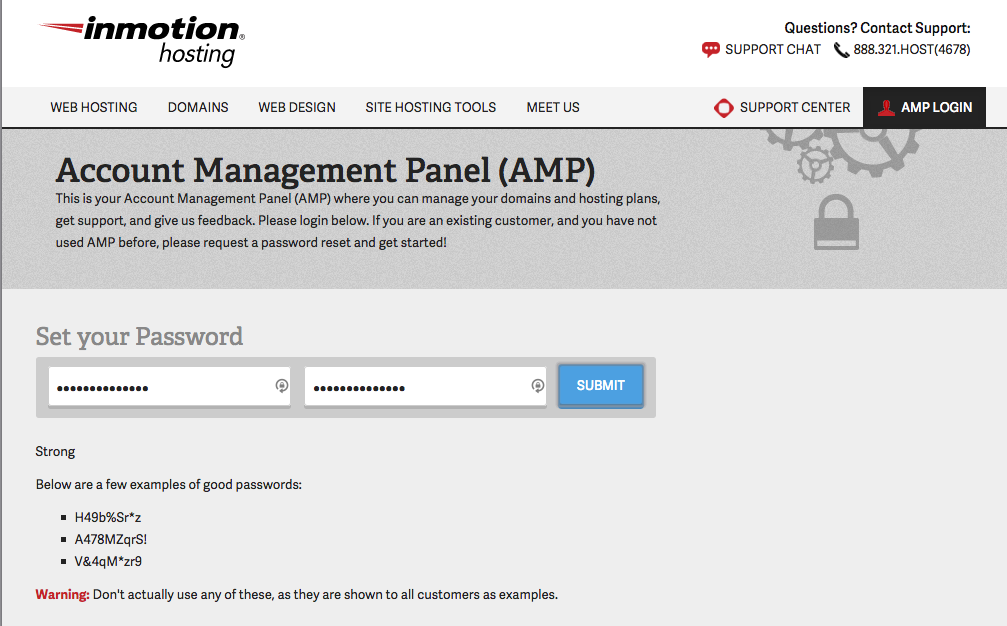 inmotion®
hosting
Questions? Contact Support:
SUPPORT CHAT 888.321.HOST(4678)
WEB HOSTING DOMAINS WEB DESIGN SITE HOSTING TOOLS MEET US SUPPORT CENTER AMP LOGIN
Account Management Panel (AMP)
This is your Account Management Panel (AMP) where you can manage your domains and hosting plans,
get support, and give us feedback. Please login below. If you are an existing customer, and you have not
used AMP before, please request a password reset and get started!
Set your Password
•••••••••••••• •••••••••••••• SUBMIT
Strong
Below are a few examples of good passwords:
H49b%Sr*z
A478MZqrS!
V&4qM*zr9
Warning: Don't actually use any of these, as they are shown to all customers as examples.